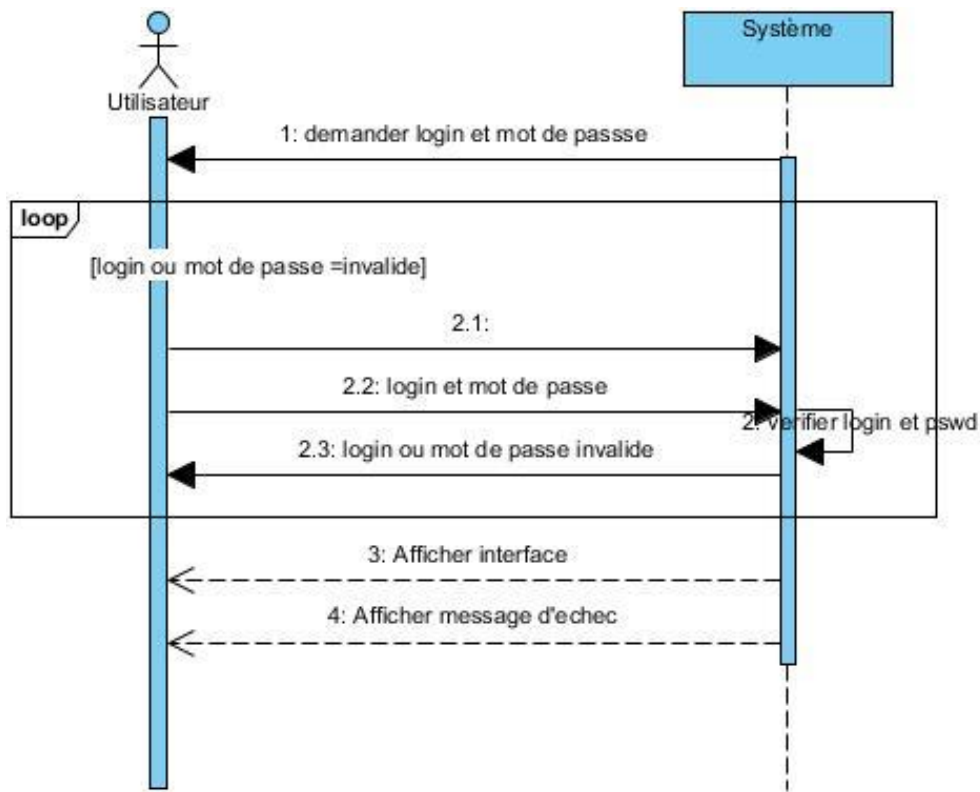 Système
Utilisateur
1: demander login et mot de passse
loop
[login ou mot de passe =invalide]
2.1:
2.2: login et mot de passe
2: verifier login et pswd
2.3: login ou mot de passe invalide
3: Afficher interface
4: Afficher message d'echec